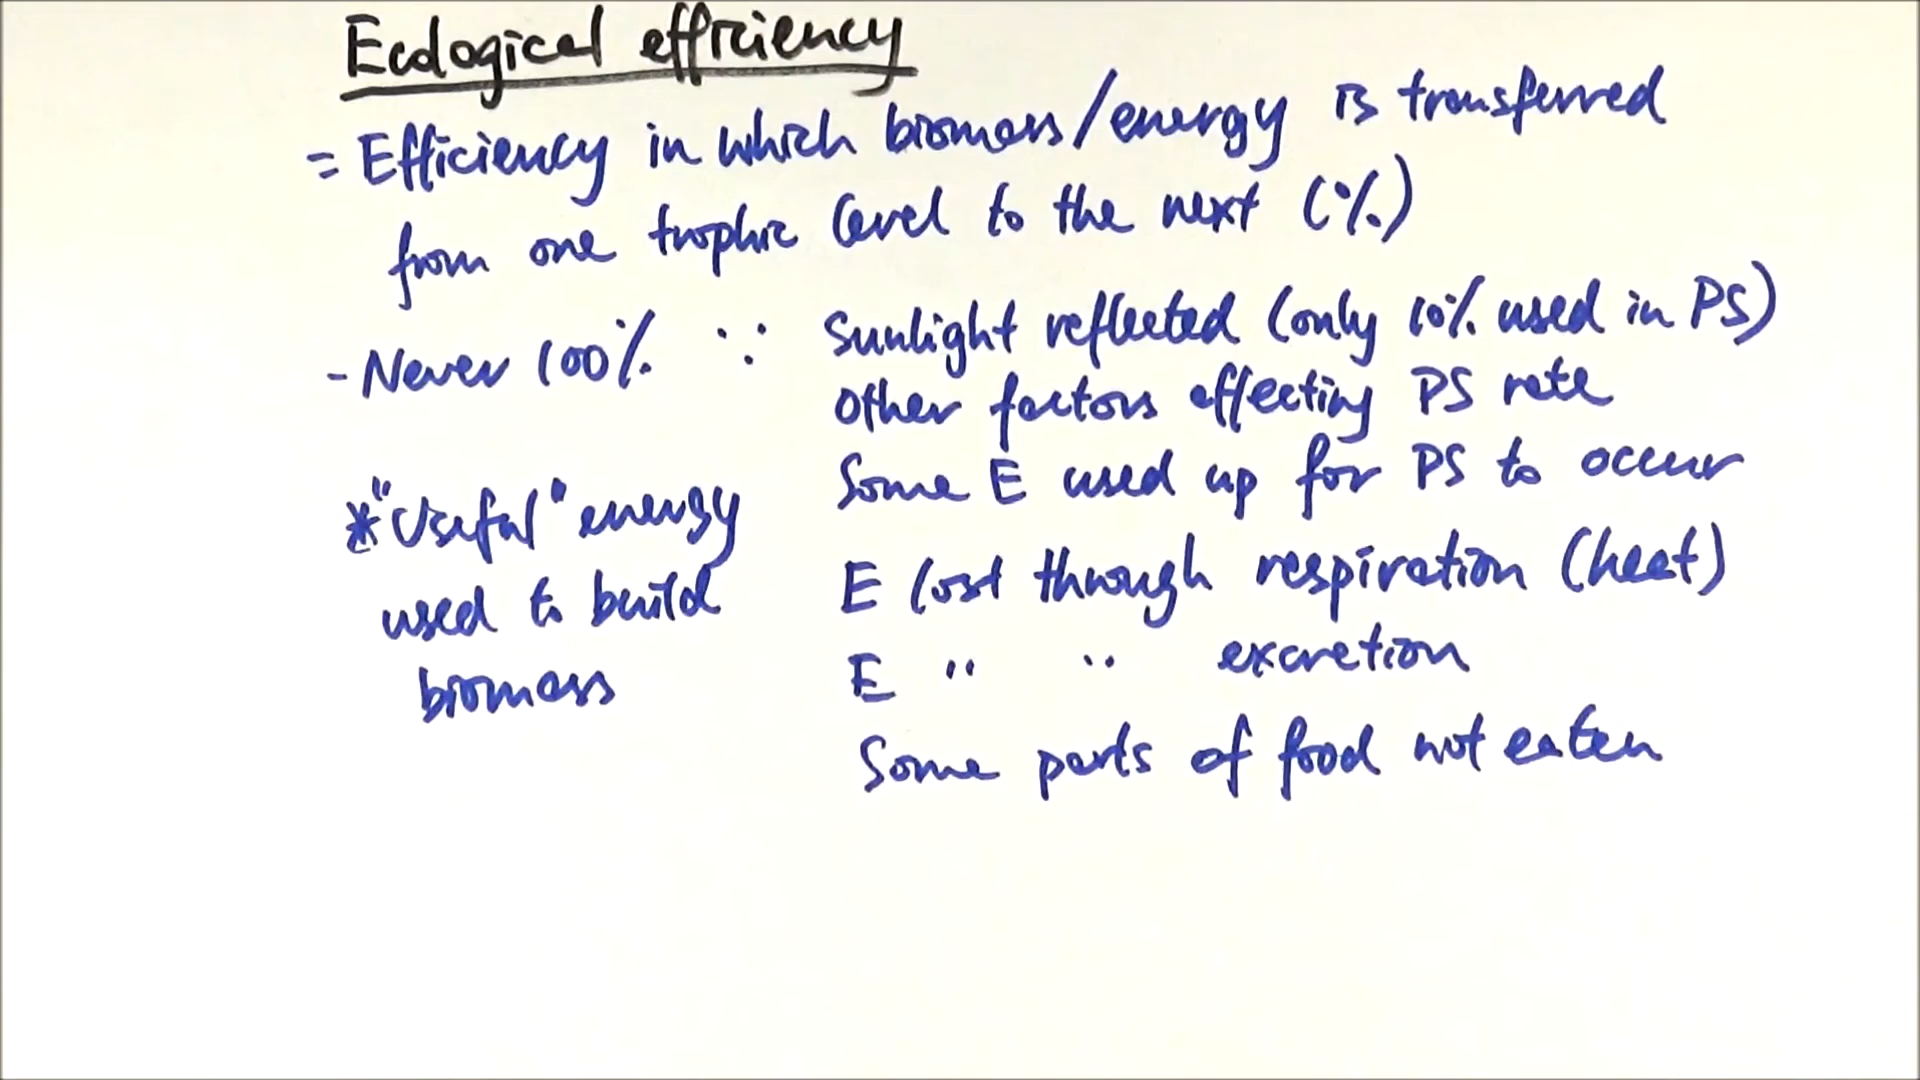 Ecological efficiency
= Efficiency in which biomass/energy is transferred
from one trophic level to the next (%)
- Never 100% ∵ Sunlight reflected (only 10% used in PS)
Other factors affecting PS rate
Some E used up for PS to occur
*"Useful" energy
used to build
biomass
E lost through respiration (heat)
E " " excretion
Some parts of food not eaten